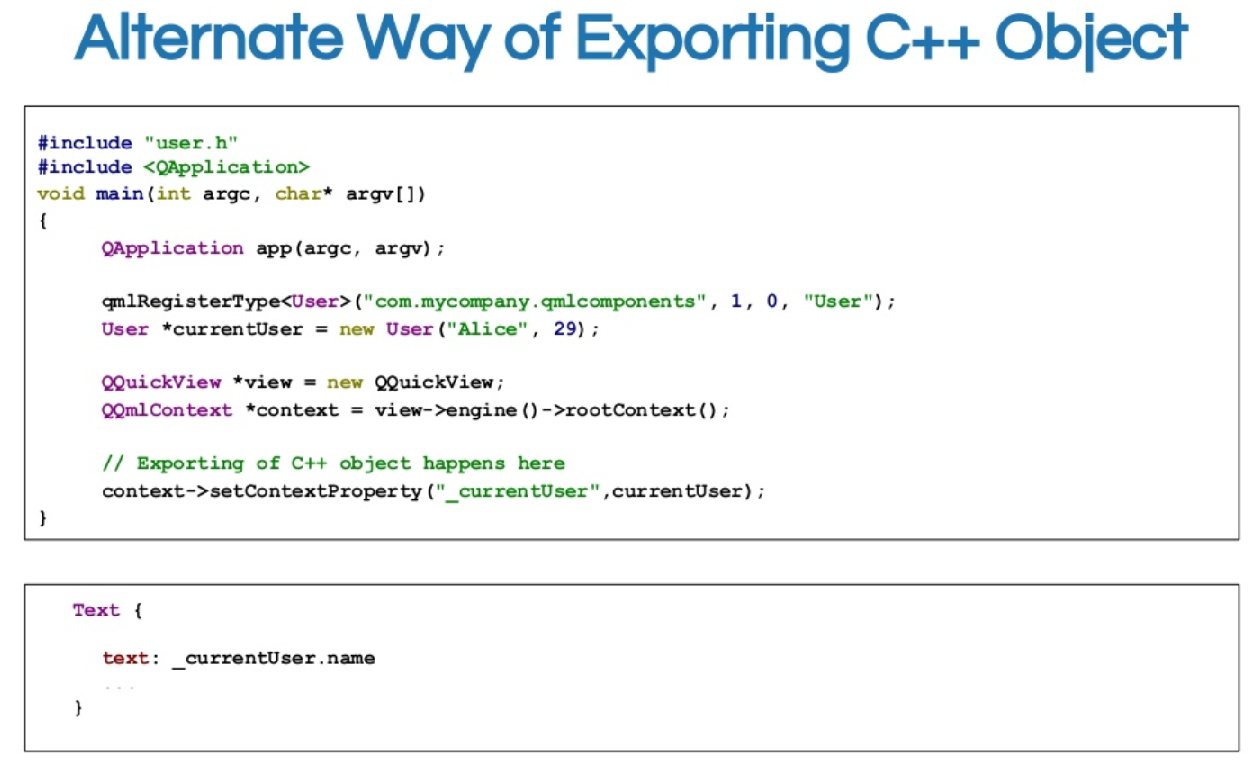 Alternate Way of Exporting C++ Object
#include "user.h"
#include <QApplication>
void main(int argc, char* argv[])
{
QApplication app(argc, argv);
qmlRegisterType<User>("com.mycompany.qmlcomponents", 1, 0, "User");
User *currentUser = new User("Alice", 29);
QQuickView *view = new QQuickView;
QQmlContext *context = view->engine()->rootContext();
// Exporting of C++ object happens here
context->setContextProperty("_currentUser",currentUser);
}
Text {
text: _currentUser.name
...
}